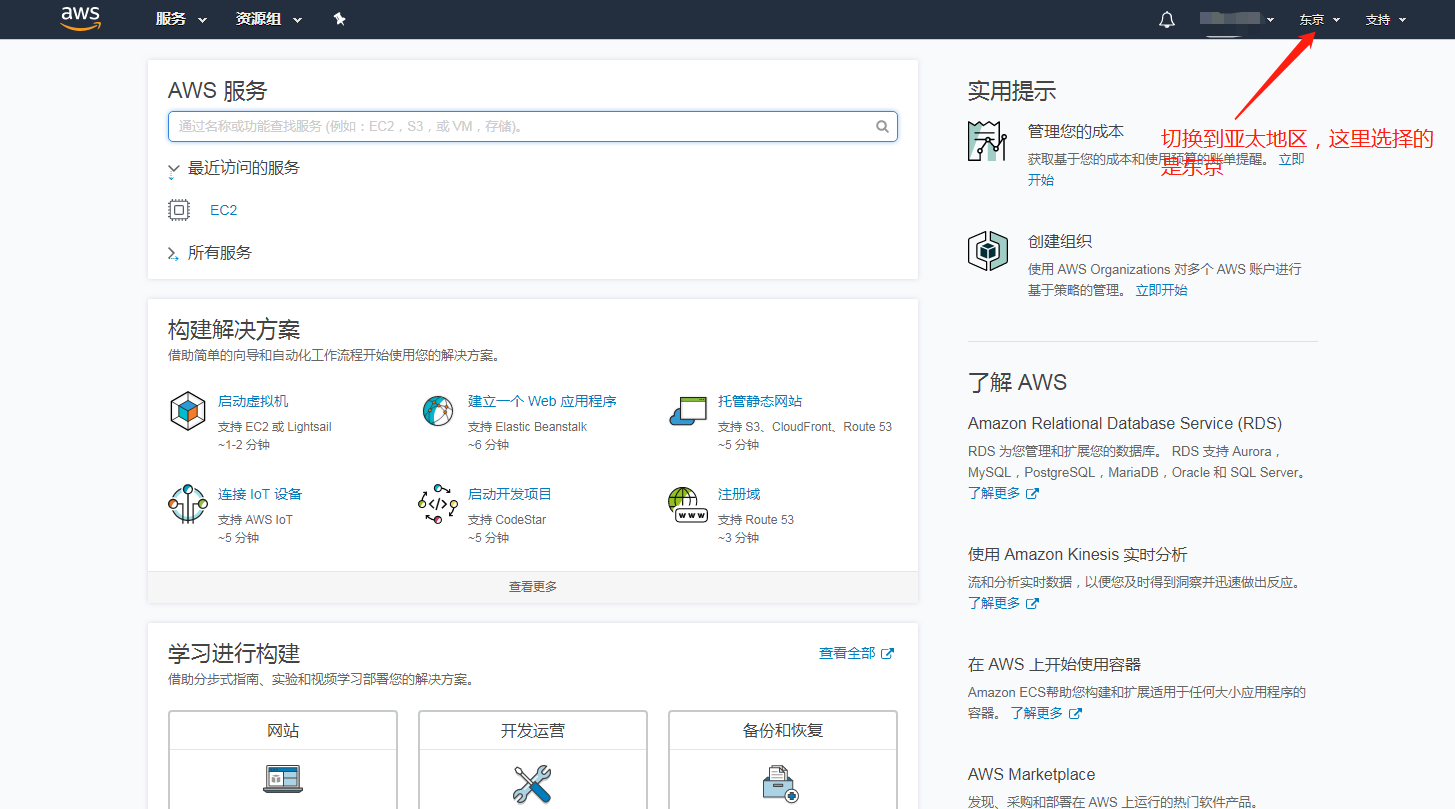 aws 服务 资源组 东京 支持
AWS 服务
通过名称或功能查找服务 (例如：EC2，S3，或 VM，存储)。
最近访问的服务
EC2
所有服务
构建解决方案
借助简单的向导和自动化工作流程开始使用您的解决方案。
启动虚拟机
支持 EC2 或 Lightsail
~1-2 分钟
建立一个 Web 应用程序
支持 Elastic Beanstalk
~6 分钟
托管静态网站
支持 S3、CloudFront、Route 53
~5 分钟
连接 IoT 设备
支持 AWS IoT
~5 分钟
启动开发项目
支持 CodeStar
~5 分钟
www
注册域
支持 Route 53
~3 分钟
查看更多
学习进行构建
查看全部
借助分步式指南、实验和视频学习部署您的解决方案。
网站
开发运营
备份和恢复
实用提示
管理您的成本
获取基于您的成本和使用预算的账单提醒。 立即
开始
切换到亚太地区，这里选择的
是东京
创建组织
使用 AWS Organizations 对多个 AWS 账户进行
基于策略的管理。 立即开始
了解 AWS
Amazon Relational Database Service (RDS)
RDS 为您管理和扩展您的数据库。 RDS 支持 Aurora，
MySQL，PostgreSQL，MariaDB，Oracle 和 SQL Server。
了解更多
使用 Amazon Kinesis 实时分析
流和分析实时数据，以便您及时得到洞察并迅速做出反应。
了解更多
在 AWS 上开始使用容器
Amazon ECS帮助您构建和扩展适用于任何大小应用程序的
容器。 了解更多
AWS Marketplace
发现、采购和部署在 AWS 上运行的热门软件产品。